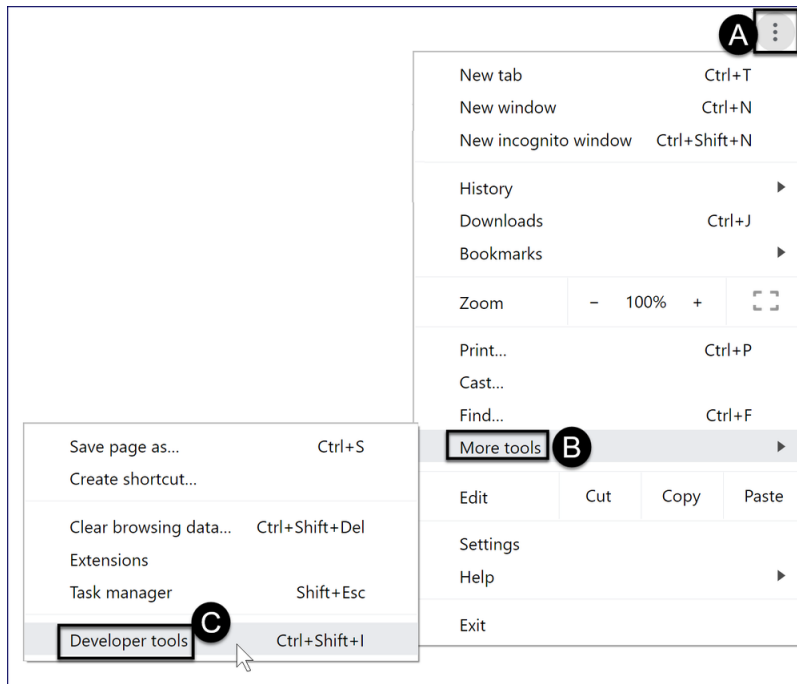 A
New tab Ctrl+T
New window Ctrl+N
New incognito window Ctrl+Shift+N
History
Downloads Ctrl+J
Bookmarks
Zoom − 100% +
Print... Ctrl+P
Cast...
Find... Ctrl+F
More tools B
Edit Cut Copy Paste
Settings
Help
Exit
Save page as... Ctrl+S
Create shortcut...
Clear browsing data... Ctrl+Shift+Del
Extensions
Task manager Shift+Esc
Developer tools C Ctrl+Shift+I